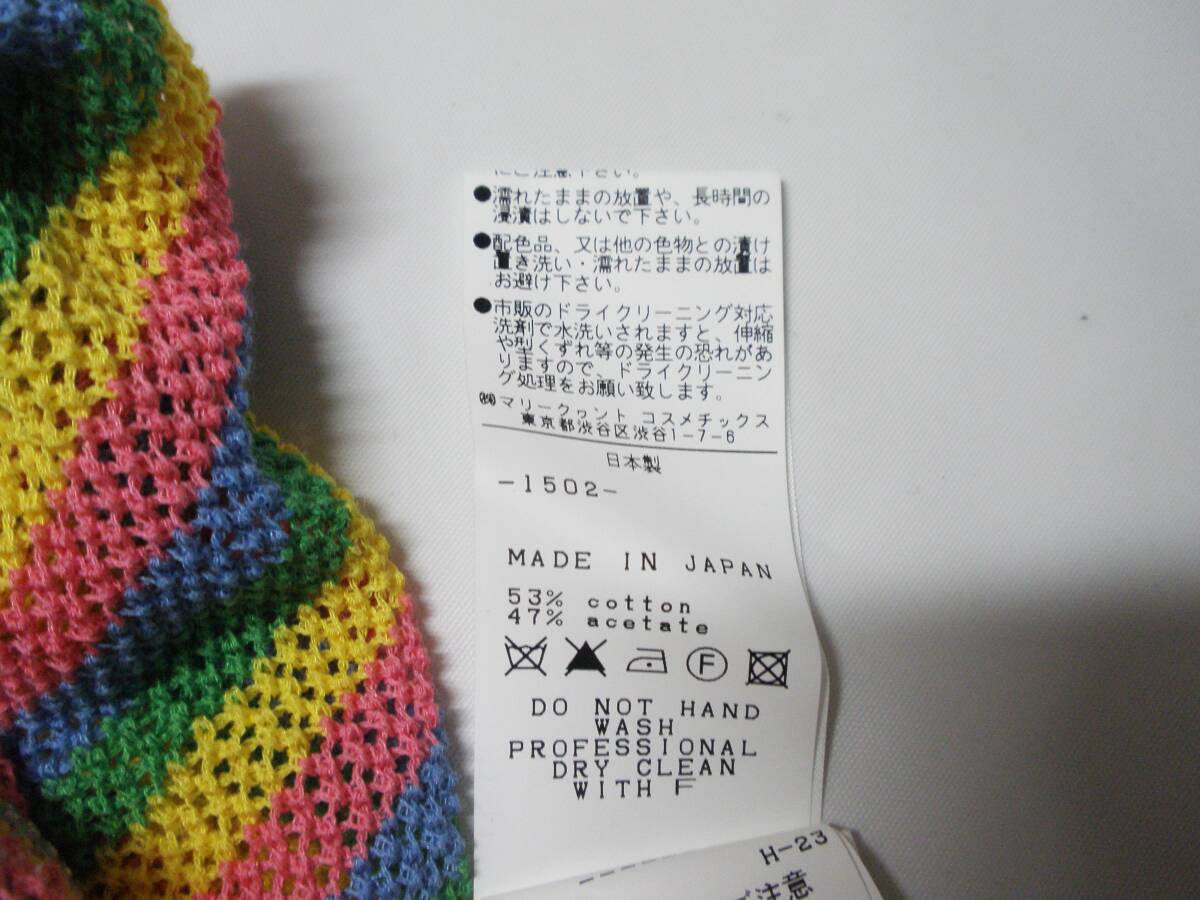 にご注意下さい。
●濡れたままの放置や、長時間の
浸漬はしないで下さい。
●配色品、又は他の色物との漬け
置き洗い・濡れたままの放置は
お避け下さい。
●市販のドライクリーニング対応
洗剤で水洗いされますと、伸縮
や型くずれ等の発生の恐れがあ
りますので、ドライクリーニン
グ処理をお願い致します。
㈱マリークヮント コスメチックス
東京都渋谷区渋谷1-7-6
日本製
-1502-
MADE IN JAPAN
53% cotton
47% acetate
F
DO NOT HAND
WASH
PROFESSIONAL
DRY CLEAN
WITH F
H-23
ご注意